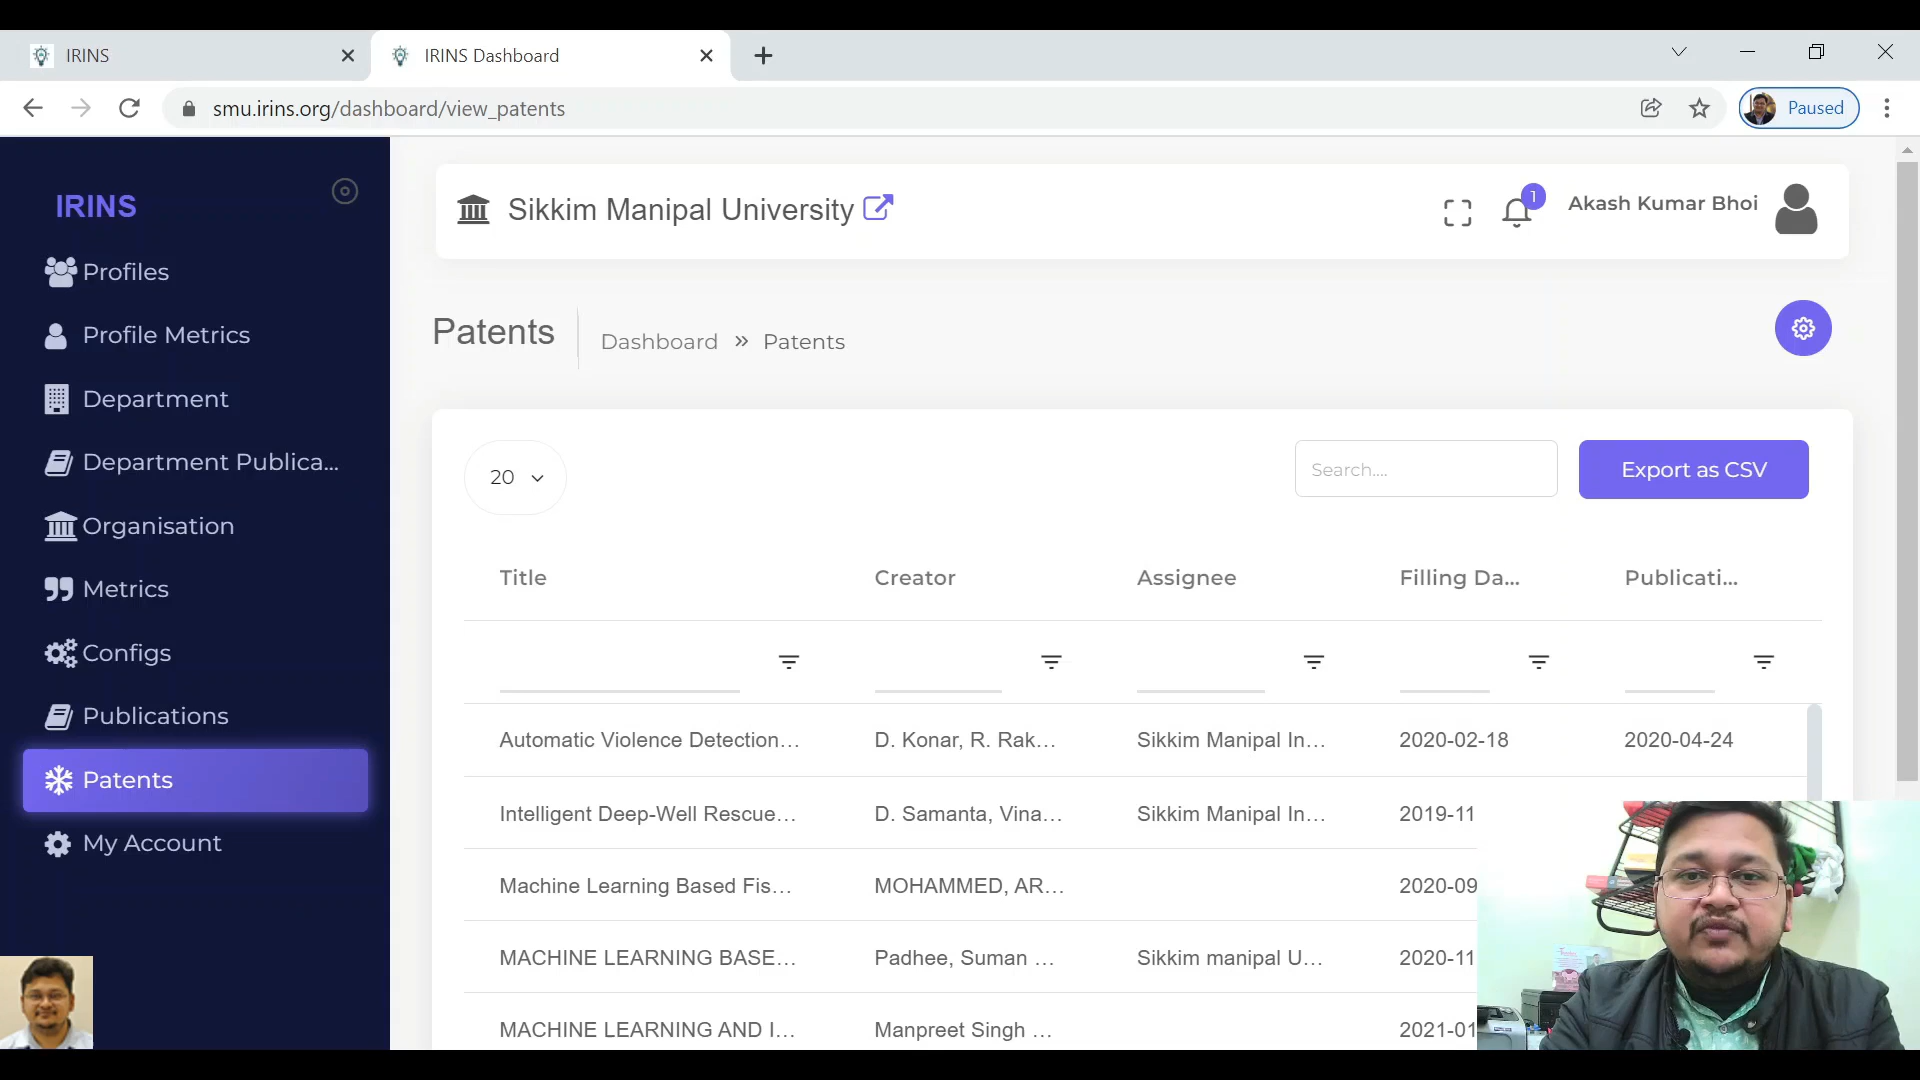 IRINS
IRINS Dashboard
smu.irins.org/dashboard/view_patents
Paused
IRINS
Profiles
Profile Metrics
Department
Department Publica...
Organisation
Metrics
Configs
Publications
Patents
My Account
Sikkim Manipal University
1
Akash Kumar Bhoi
Patents
Dashboard » Patents
20
Search....
Export as CSV
Title Creator Assignee Filling Da... Publicati...
Automatic Violence Detection... D. Konar, R. Rak... Sikkim Manipal In... 2020-02-18 2020-04-24
Intelligent Deep-Well Rescue... D. Samanta, Vina... Sikkim Manipal In... 2019-11
Machine Learning Based Fis... MOHAMMED, AR... 2020-09
MACHINE LEARNING BASE... Padhee, Suman ... Sikkim manipal U... 2020-11
MACHINE LEARNING AND I... Manpreet Singh ... 2021-01